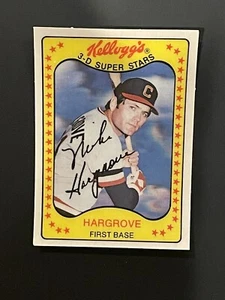 Kellogg's
3-D SUPER STARS
C
Mike
Hargrove
HARGROVE
FIRST BASE